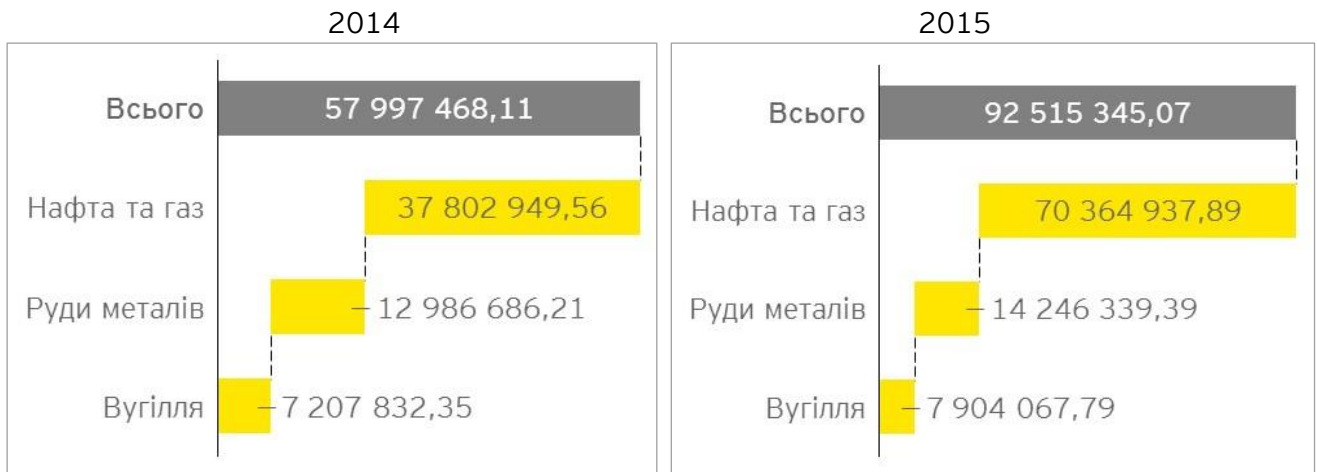 2014
Всього 57 997 468,11
Нафта та газ 37 802 949,56
Руди металів 12 986 686,21
Вугілля 7 207 832,35
2015
Всього 92 515 345,07
Нафта та газ 70 364 937,89
Руди металів 14 246 339,39
Вугілля 7 904 067,79